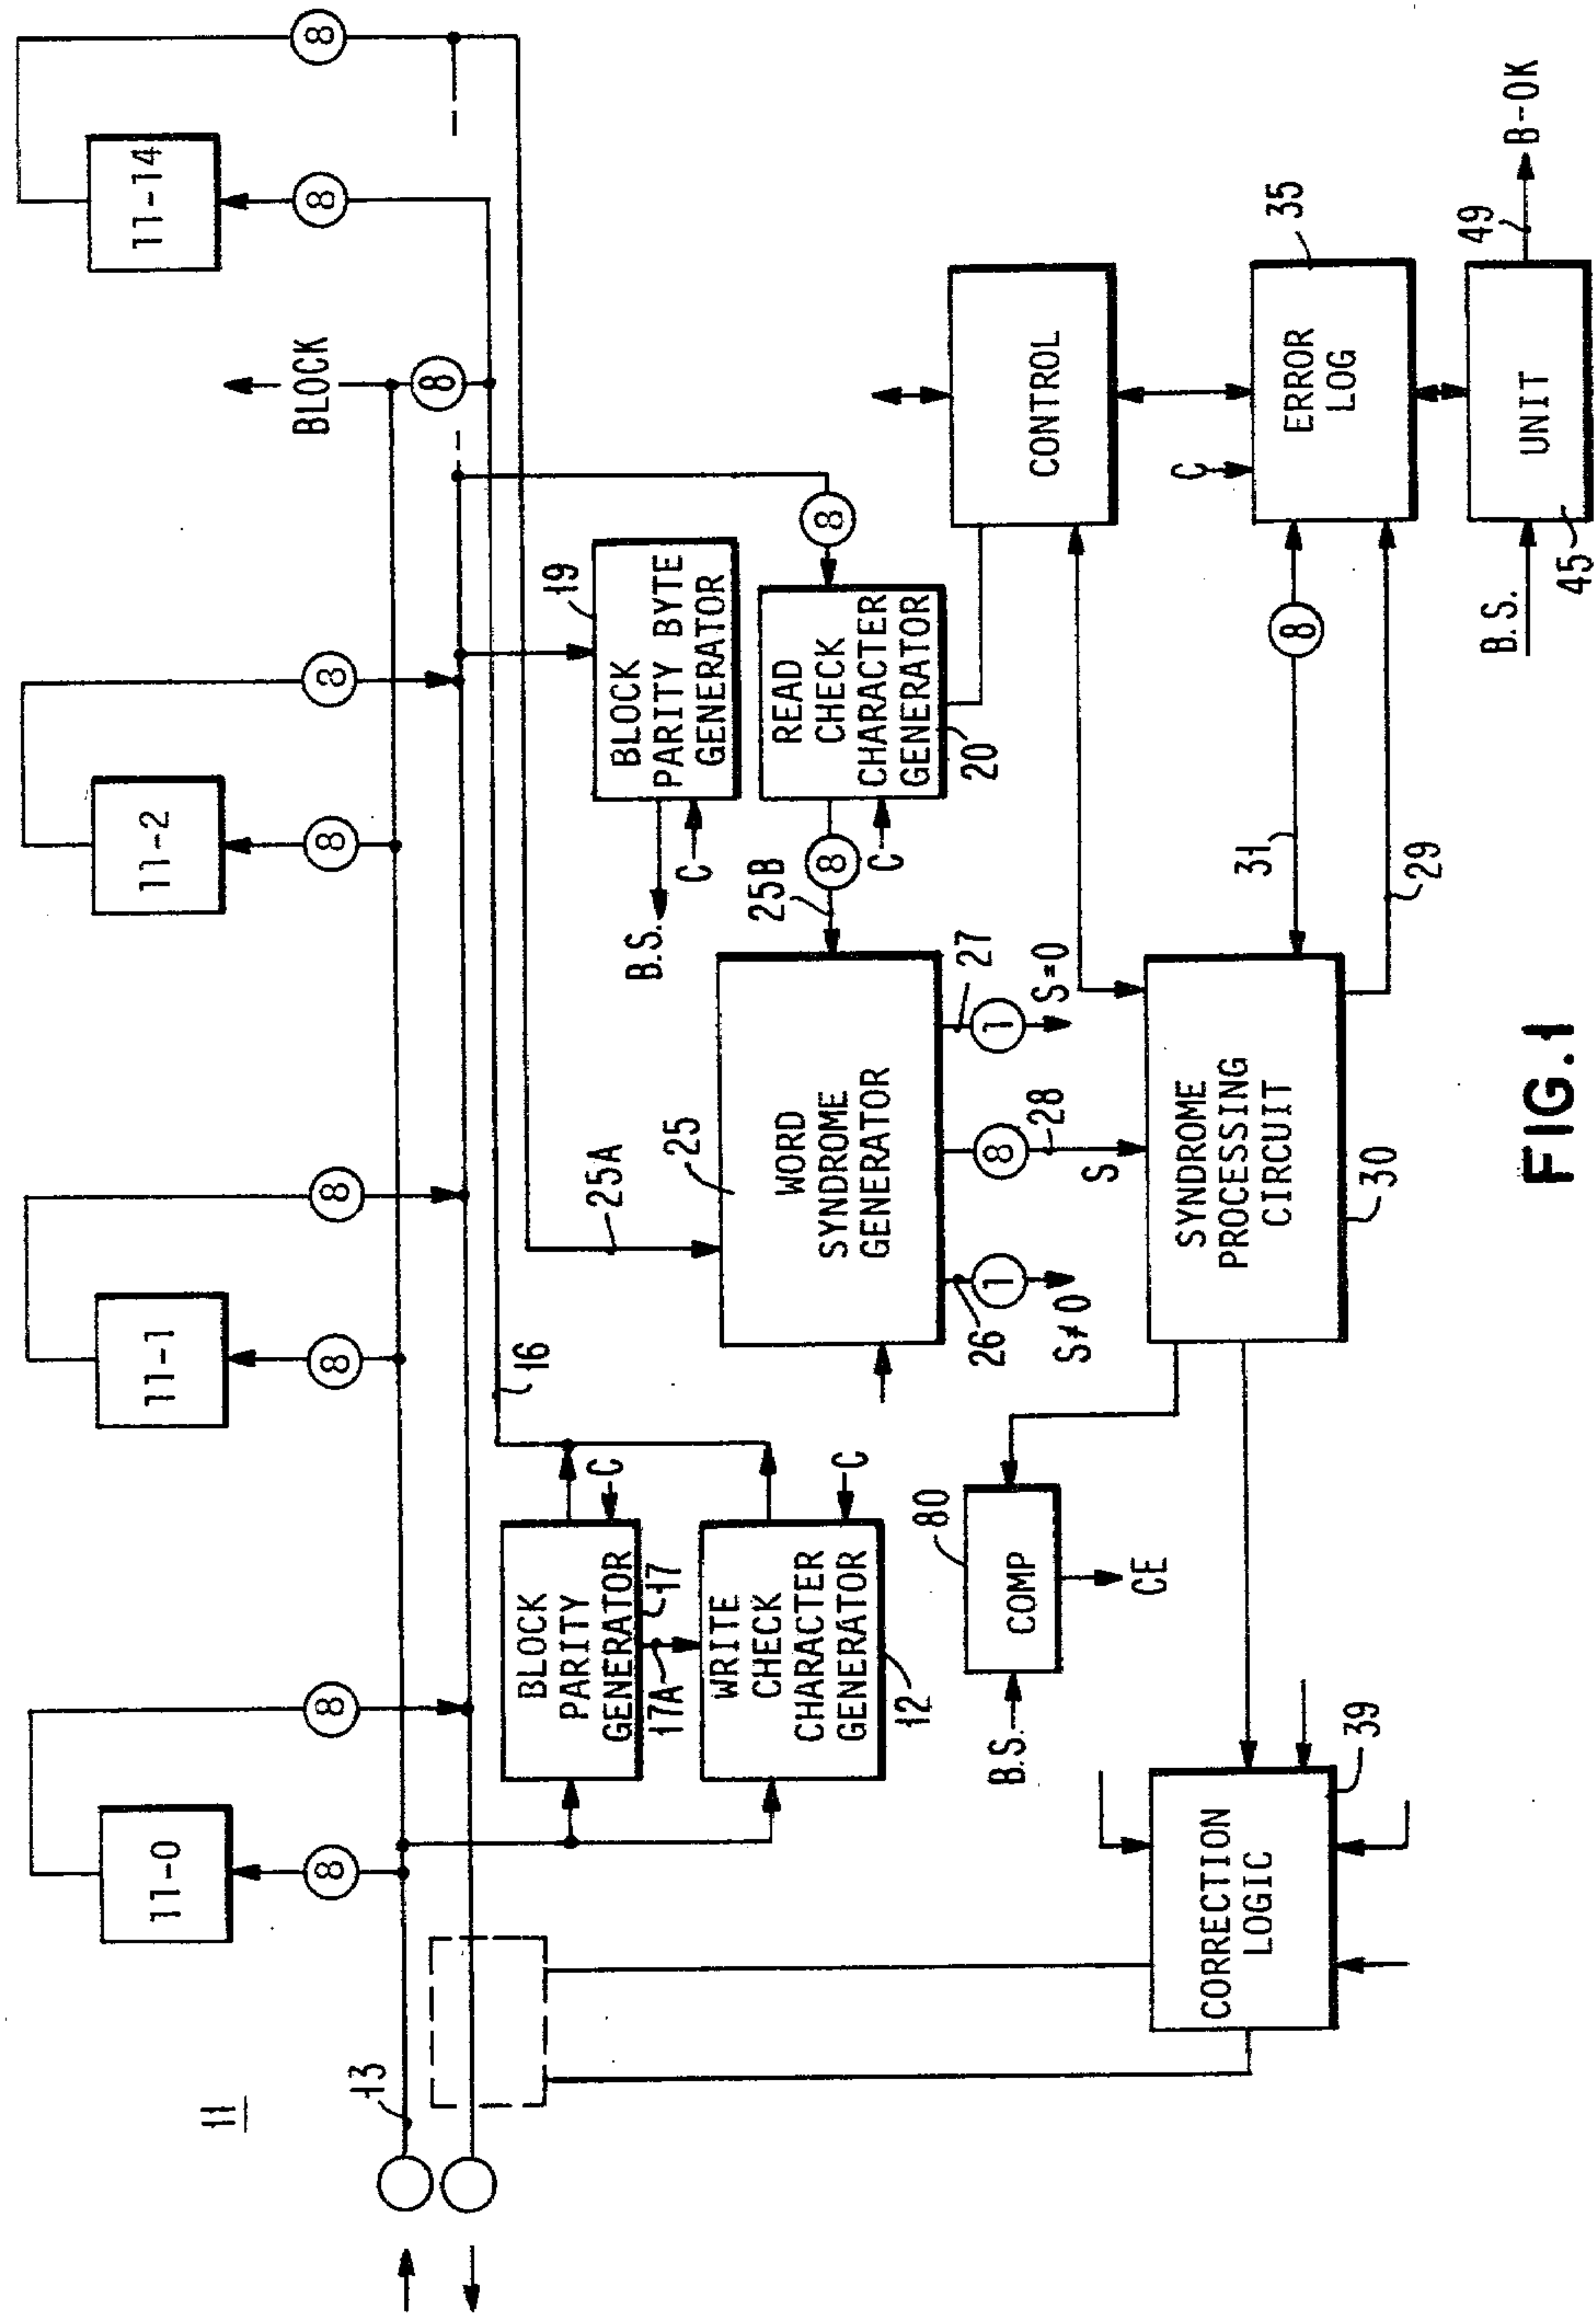 11
13
11-0
8
8
11-1
8
8
11-2
8
8
BLOCK
8
11-14
8
8
16
BLOCK
PARITY
GENERATOR
C
17
17A
WRITE
CHECK
CHARACTER
GENERATOR
C
12
25A
25
WORD
SYNDROME
GENERATOR
19
BLOCK
PARITY BYTE
GENERATOR
B.S.
C
8
READ
CHECK
CHARACTER
GENERATOR
20
25B
8
C
26
1
S≠0
8
28
S
27
1
S=0
CONTROL
B.S.
80
COMP
CE
SYNDROME
PROCESSING
CIRCUIT
30
31
8
29
C
ERROR
LOG
35
CORRECTION
LOGIC
39
B.S.
45
UNIT
49
B-OK
FIG.1